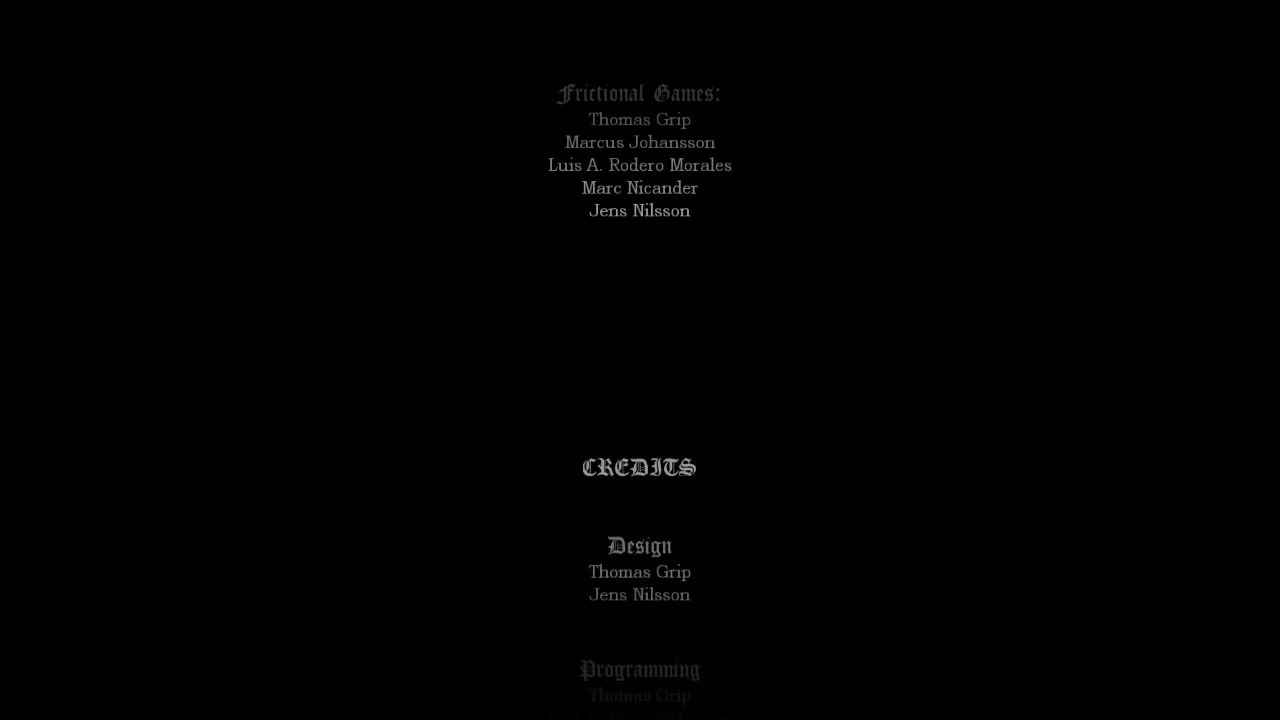 Frictional Games:
Thomas Grip
Marcus Johansson
Luis A. Rodero Morales
Marc Nicander
Jens Nilsson
CREDITS
Design
Thomas Grip
Jens Nilsson
Programming
Thomas Grip